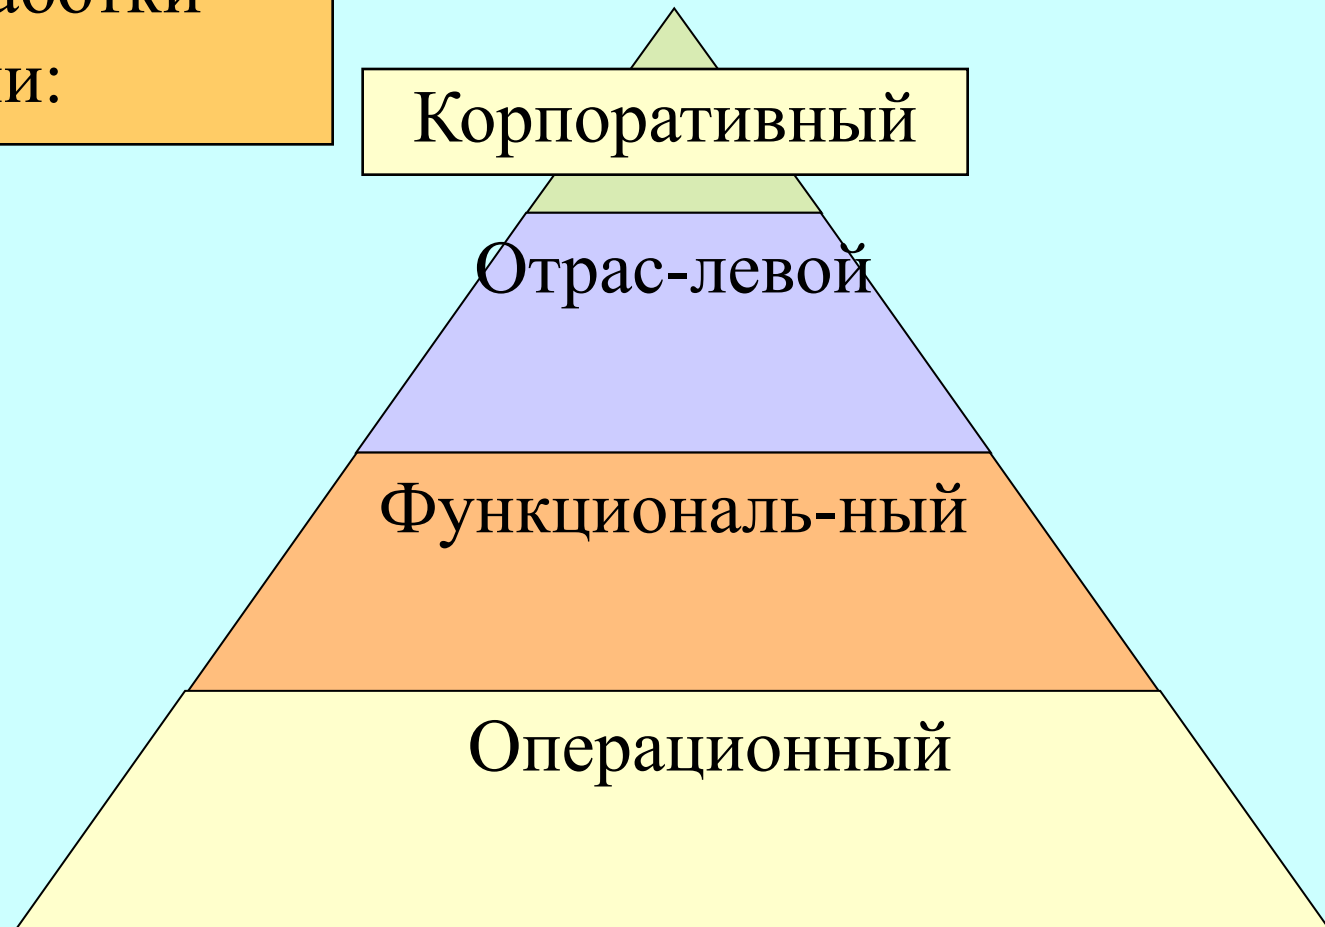 и:
Корпоративный
Отрас-левой
Функциональ-ный
Операционный